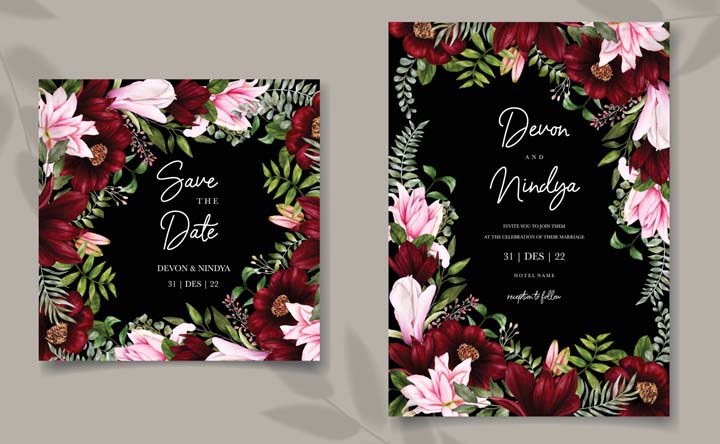 Save
THE
Date
DEVON & NINDYA
31 | DES | 22
Devon
AND
Nindya
INVITE YOU TO JOIN THEM
AT THE CELEBRATION OF THEIR MARRIAGE
31 | DES | 22
HOTEL NAME
reception to follow